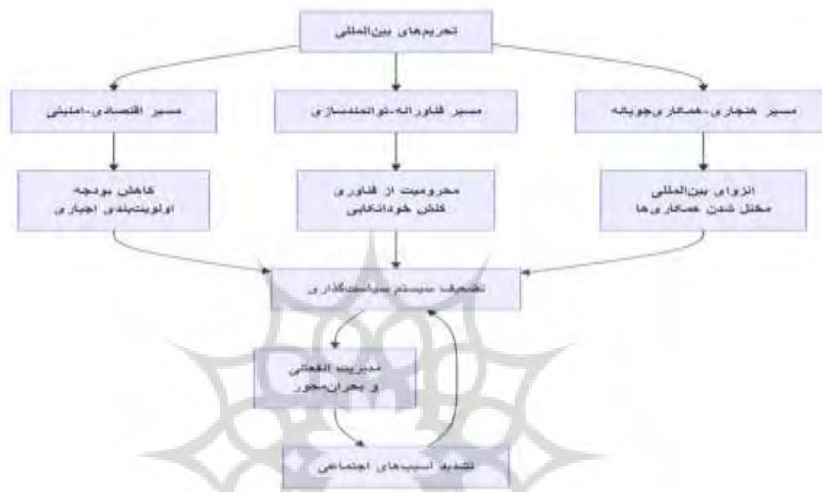 تحریم‌های بین‌المللی
مسیر هنجاری-همکاری‌جویانه
مسیر فناورانه-توانمندسازی
مسیر اقتصادی-امنیتی
انزوای بین‌المللی
مختل شدن همکاری‌ها
محرومیت از فناوری
کاهش خوداتکایی
کاهش بودجه
اولویت‌بندی اجباری
تضعیف سیستم سیاست‌گذاری
مدیریت انفعالی
و بحران‌محور
تشدید آسیب‌های اجتماعی